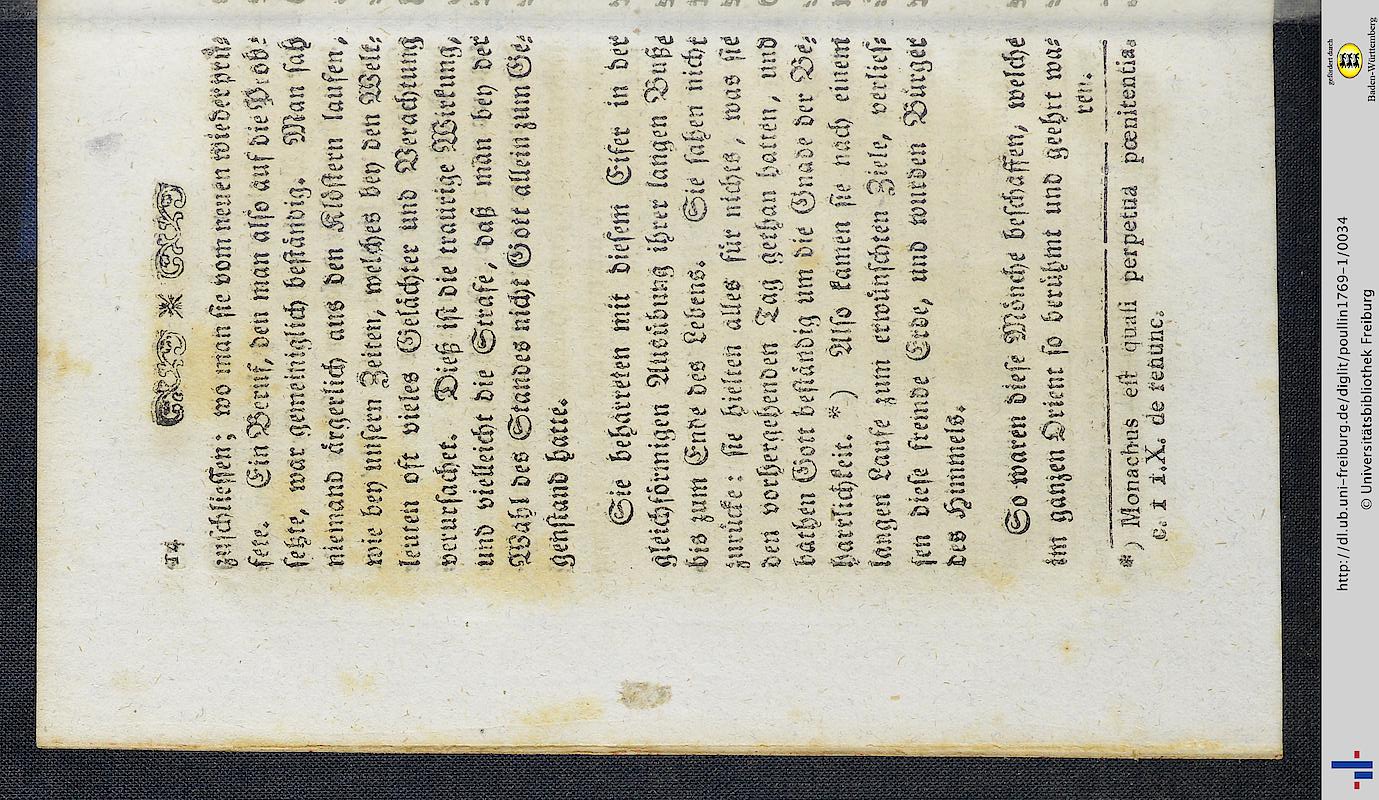 14
zuschliessen; wo man sie vom neuen wieder prü⸗
fete. Ein Beruf, den man also auf die Prob⸗
setzte, war gemeiniglich beständig. Man sah
niemand ärgerlich aus den Klöstern laufen,
wie bey unsern Zeiten, welches bey den Welt⸗
leuten oft vieles Gelächter und Verachtung
verursachet. Dieß ist die traurige Wirkung,
und vielleicht die Strafe, daß man bey der
Wahl des Standes nicht Gott allein zum Ge⸗
genstand hatte.
Sie beharreten mit diesem Eifer in der
gleichförmigen Ausübung ihrer langen Buße
bis zum Ende des Lebens. Sie sahen nicht
zurücke: sie hielten alles für nichts, was sie
den vorhergehenden Tag gethan hatten, und
bathen Gott beständig um die Gnade der Be⸗
harrlichkeit. *) Also kamen sie nach einem
langen Laufe zum erwünschten Ziele, verlies⸗
sen diese fremde Erde, und wurden Bürger
des Himmels.
So waren diese Mönche beschaffen, welche
im ganzen Orient so berühmt und geehrt wa⸗
ren.
*) Monachus est quasi perpetua pœnitentia.
C. I I.X. de renunc.
gefördert durch
Baden-Württemberg
http://dl.ub.uni-freiburg.de/diglit/poullin1769-1/0034
© Universitätsbibliothek Freiburg